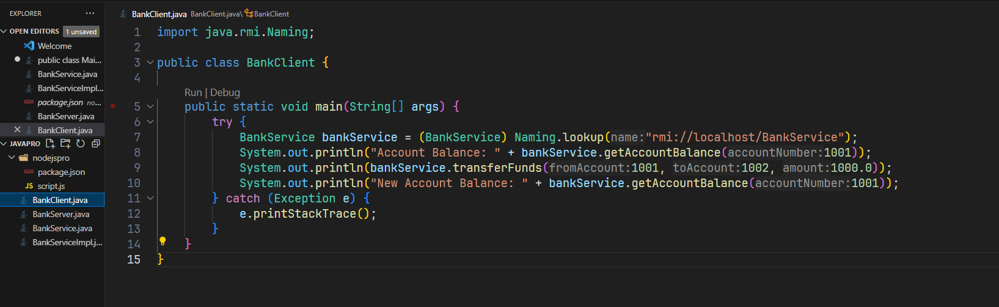 EXPLORER ...
OPEN EDITORS 1 unsaved
Welcome
public class Mai...
BankService.java
BankServiceImpl...
package.json no...
BankServer.java
BankClient.java
JAVAPRO
nodejspro
package.json
JS script.js
BankClient.java
BankServer.java
BankService.java
BankServiceImpl.j...
BankClient.java BankClient.java\ BankClient
1 import java.rmi.Naming;
2
3 public class BankClient {
4
Run | Debug
5 public static void main(String[] args) {
6 try {
7 BankService bankService = (BankService) Naming.lookup(name:"rmi://localhost/BankService");
8 System.out.println("Account Balance: " + bankService.getAccountBalance(accountNumber:1001));
9 System.out.println(bankService.transferFunds(fromAccount:1001, toAccount:1002, amount:1000.0));
10 System.out.println("New Account Balance: " + bankService.getAccountBalance(accountNumber:1001));
11 } catch (Exception e) {
12 e.printStackTrace();
13 }
14 }
15 }